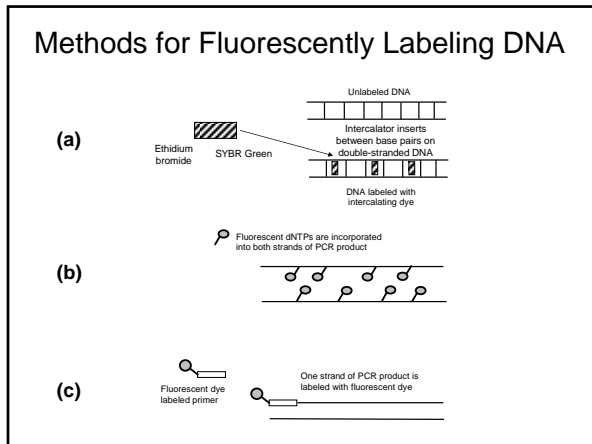 Methods for Fluorescently Labeling DNA
Unlabeled DNA
(a)
Ethidium
bromide
SYBR Green
Intercalator inserts
between base pairs on
double-stranded DNA
DNA labeled with
intercalating dye
Fluorescent dNTPs are incorporated
into both strands of PCR product
(b)
(c)
Fluorescent dye
labeled primer
One strand of PCR product is
labeled with fluorescent dye